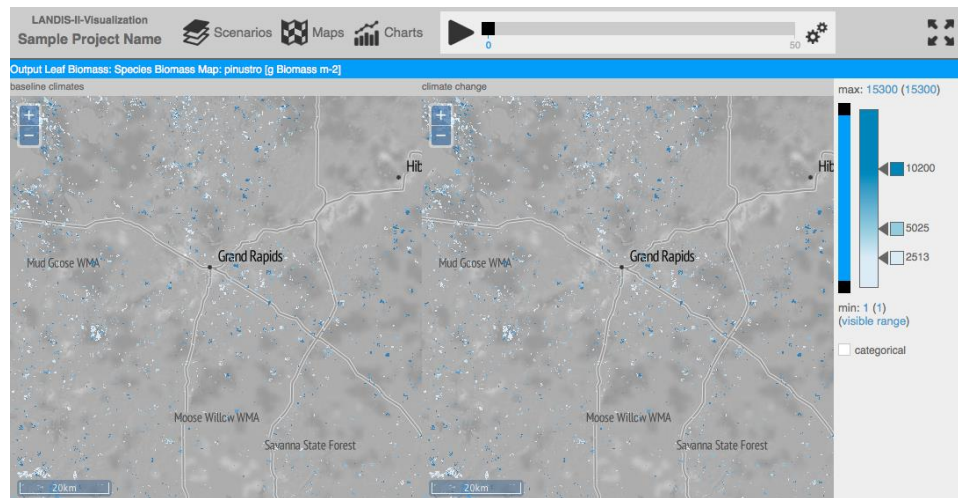 LANDIS-II-Visualization
Sample Project Name
Scenarios
Maps
Charts
0
50
Output Leaf Biomass: Species Biomass Map: pinustro [g Biomass m-2]
baseline climates
+
−
Hib
Grand Rapids
Mud Goose WMA
Moose Willow WMA
Savanna State Forest
20km
climate change
+
−
Hib
Grand Rapids
Mud Goose WMA
Moose Willow WMA
Savanna State Forest
20km
max: 15300 (15300)
10200
5025
2513
min: 1 (1)
(visible range)
categorical